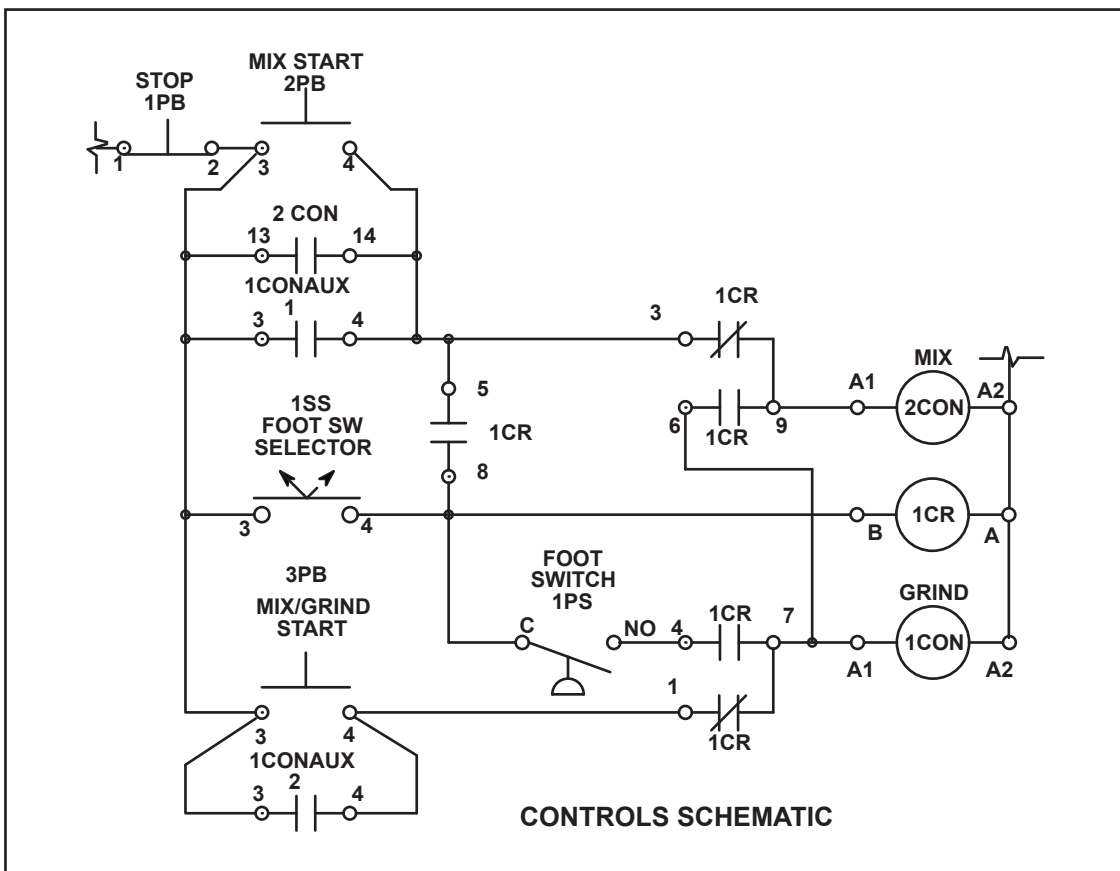 MIX START
2PB
STOP
1PB
1
2
3
4
2 CON
13
14
1CONAUX
1
3
4
3
1CR
5
1CR
8
6
1CR
9
A1
MIX
2CON
A2
1SS
FOOT SW
SELECTOR
3
4
B
1CR
A
3PB
MIX/GRIND
START
FOOT
SWITCH
1PS
C
NO
4
1CR
7
GRIND
A1
1CON
A2
1
1CR
3
4
1CONAUX
2
3
4
CONTROLS SCHEMATIC